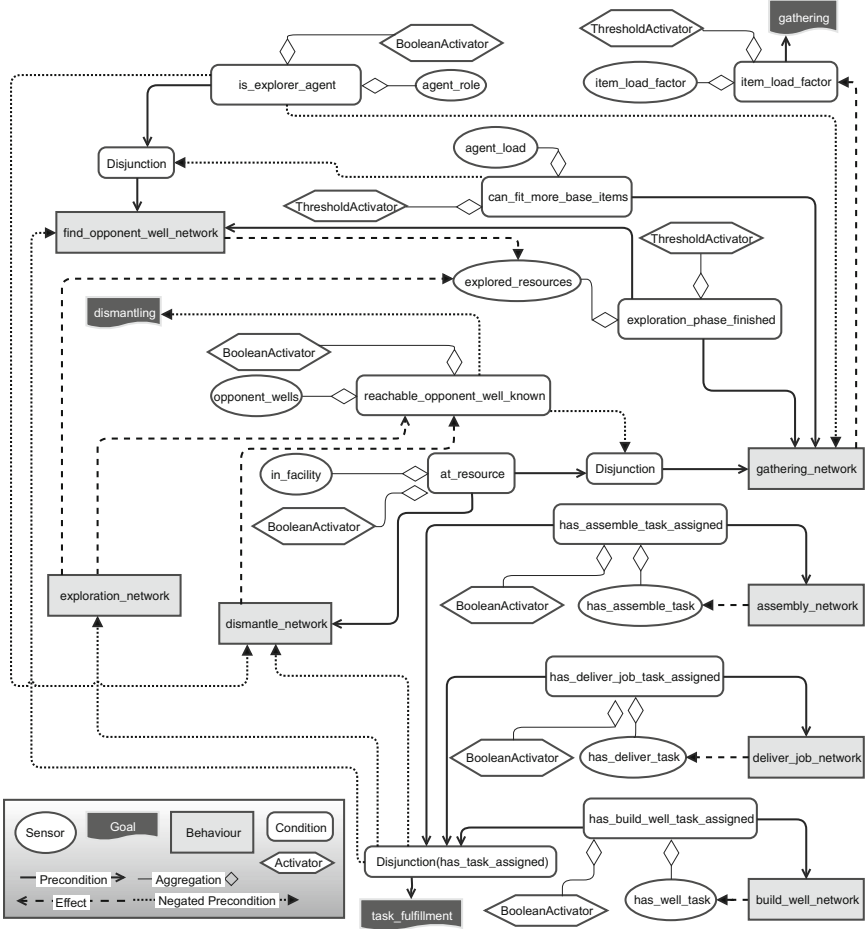 gathering
BooleanActivator
ThresholdActivator
is_explorer_agent
agent_role
item_load_factor
item_load_factor
agent_load
Disjunction
can_fit_more_base_items
ThresholdActivator
find_opponent_well_network
ThresholdActivator
explored_resources
dismantling
exploration_phase_finished
BooleanActivator
opponent_wells
reachable_opponent_well_known
in_facility
at_resource
Disjunction
gathering_network
BooleanActivator
has_assemble_task_assigned
exploration_network
BooleanActivator
has_assemble_task
assembly_network
dismantle_network
has_deliver_job_task_assigned
BooleanActivator
has_deliver_task
deliver_job_network
has_build_well_task_assigned
Sensor
Goal
Behaviour
Condition
Activator
Disjunction(has_task_assigned)
Precondition
Aggregation
Effect
Negated Precondition
BooleanActivator
has_well_task
build_well_network
task_fulfillment